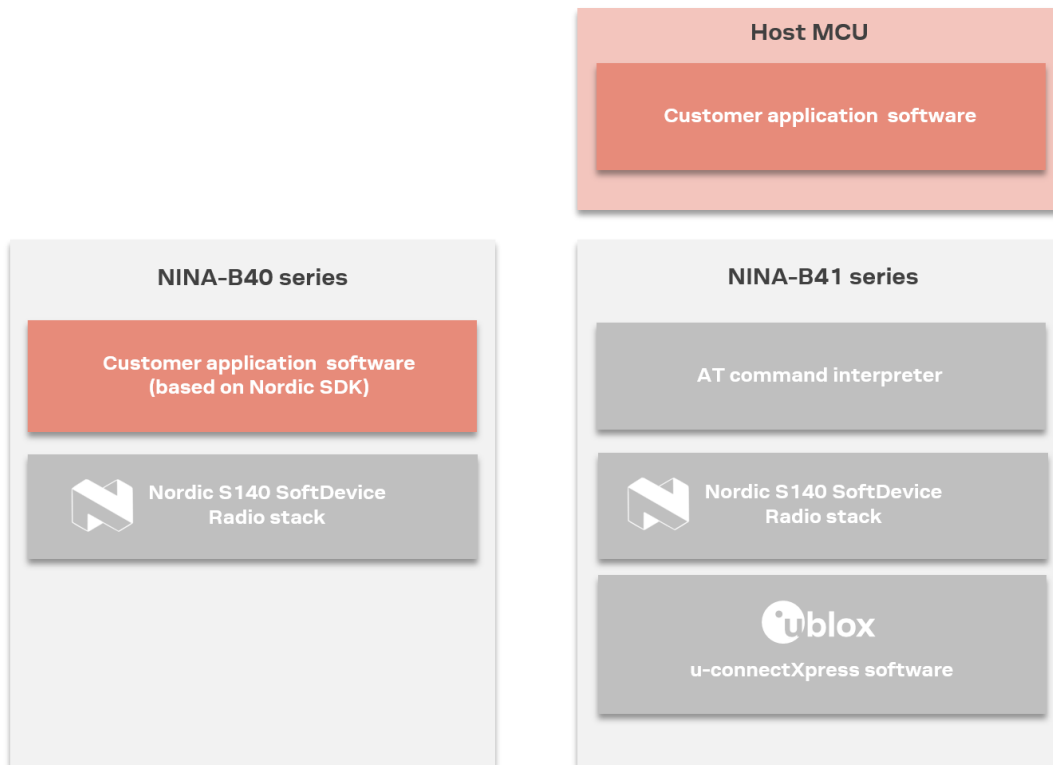 Host MCU
Customer application  software
NINA-B40 series
Customer application  software
(based on Nordic SDK)
Nordic S140 SoftDevice
Radio stack
NINA-B41 series
AT command interpreter
Nordic S140 SoftDevice
Radio stack
ublox
u-connectXpress software